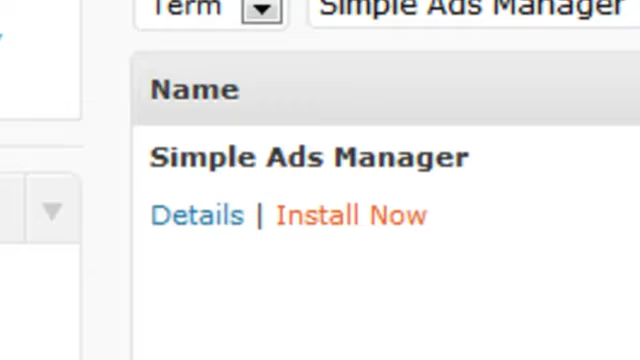 Term Simple Ads Manager
Name
Simple Ads Manager
Details | Install Now